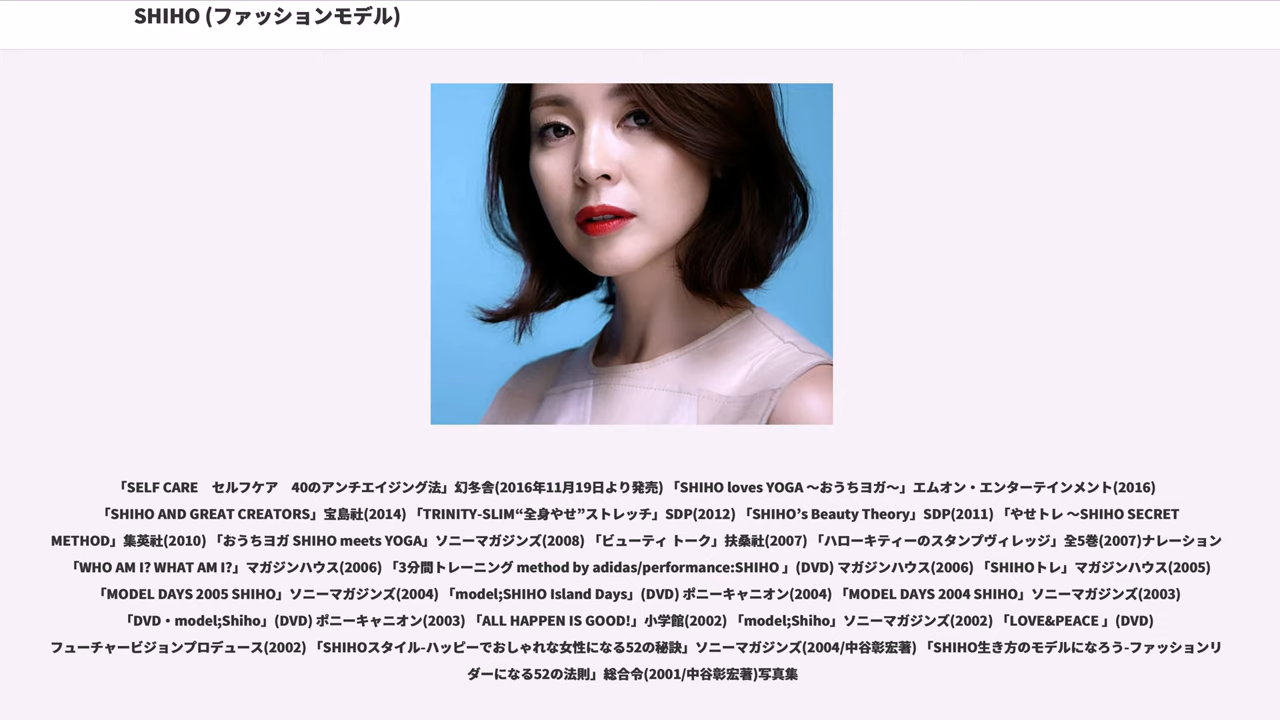 SHIHO (ファッションモデル)
「SELF CARE　セルフケア　40のアンチエイジング法」幻冬舎(2016年11月19日より発売) 「SHIHO loves YOGA 〜おうちヨガ〜」エムオン・エンターテインメント(2016)
「SHIHO AND GREAT CREATORS」宝島社(2014) 「TRINITY-SLIM“全身やせ”ストレッチ」SDP(2012) 「SHIHO’s Beauty Theory」SDP(2011) 「やせトレ 〜SHIHO SECRET
METHOD」集英社(2010) 「おうちヨガ SHIHO meets YOGA」ソニーマガジンズ(2008) 「ビューティ トーク」扶桑社(2007) 「ハローキティーのスタンプヴィレッジ」全5巻(2007)ナレーション
「WHO AM I? WHAT AM I?」マガジンハウス(2006) 「3分間トレーニング method by adidas/performance:SHIHO 」(DVD) マガジンハウス(2006) 「SHIHOトレ」マガジンハウス(2005)
「MODEL DAYS 2005 SHIHO」ソニーマガジンズ(2004) 「model;SHIHO Island Days」(DVD) ポニーキャニオン(2004) 「MODEL DAYS 2004 SHIHO」ソニーマガジンズ(2003)
「DVD・model;Shiho」(DVD) ポニーキャニオン(2003) 「ALL HAPPEN IS GOOD!」小学館(2002) 「model;Shiho」ソニーマガジンズ(2002) 「LOVE&PEACE 」(DVD)
フューチャービジョンプロデュース(2002) 「SHIHOスタイル-ハッピーでおしゃれな女性になる52の秘訣」ソニーマガジンズ(2004/中谷彰宏著) 「SHIHO生き方のモデルになろう-ファッションリ
ダーになる52の法則」総合令(2001/中谷彰宏著)写真集